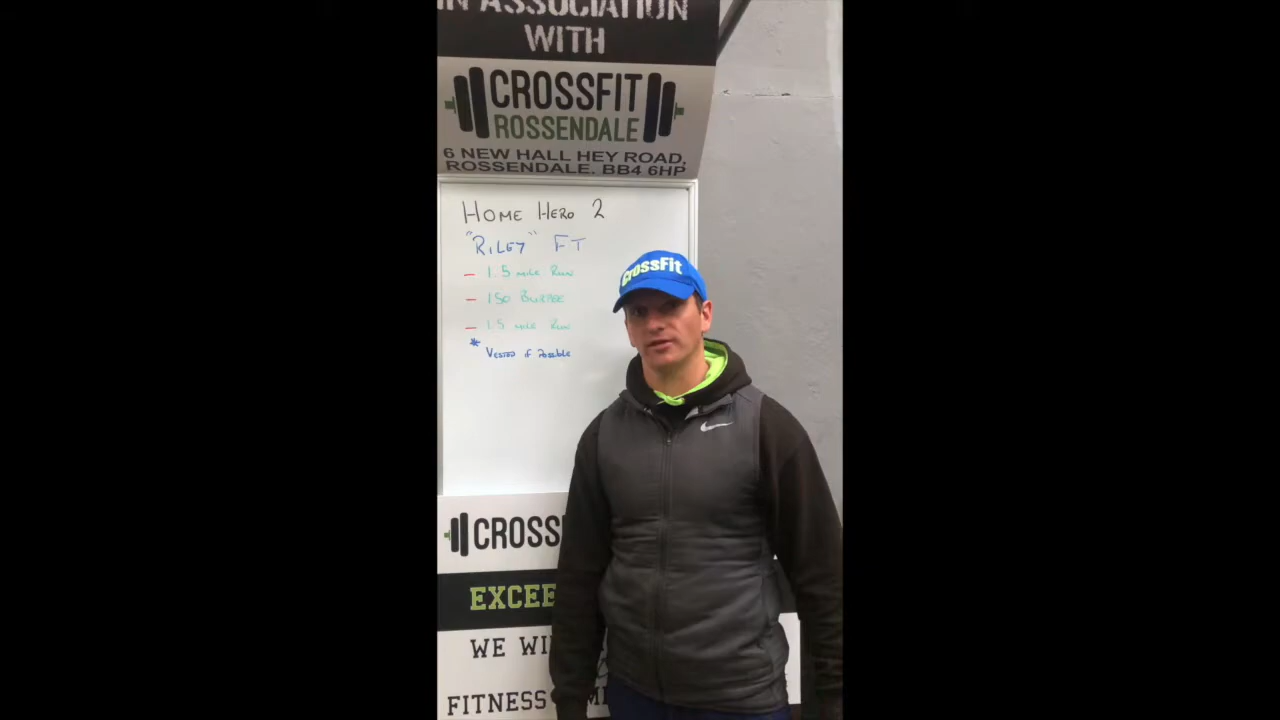 IN ASSOCIATION
WITH
CROSSFIT
ROSSENDALE
6 NEW HALL HEY ROAD,
ROSSENDALE. BB4 6HP
HOME HERO 2
"RILEY" FT
- 1.5 MILE RUN
- 150 BURPEE
- 1.5 MILE RUN
* VESTED IF POSSIBLE
CROSSFIT
CROSS
EXCEE
WE WI
FITNESS